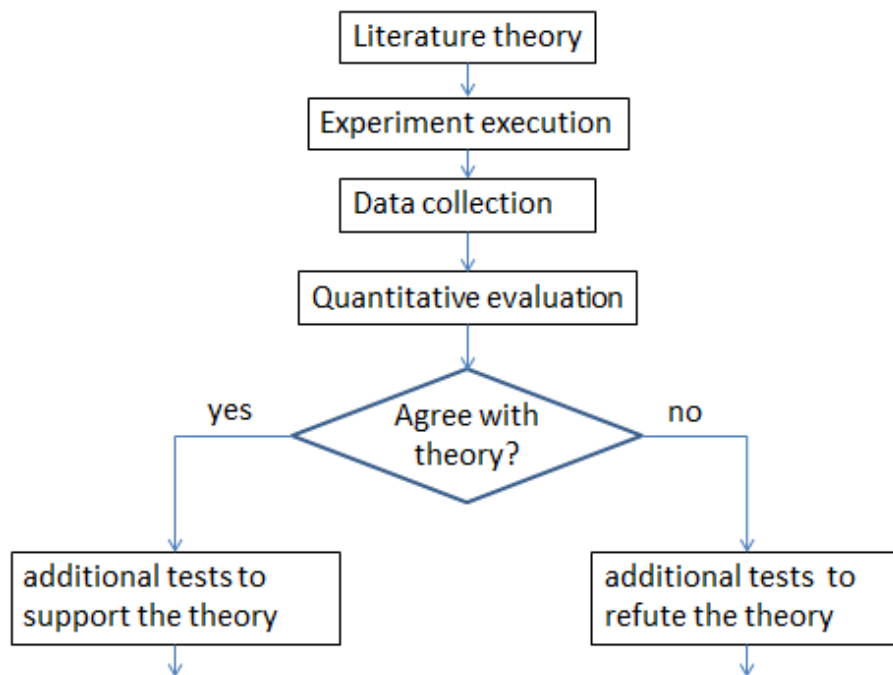 Literature theory
Experiment execution
Data collection
Quantitative evaluation
yes
Agree with
theory?
no
additional tests to
support the theory
additional tests to
refute the theory